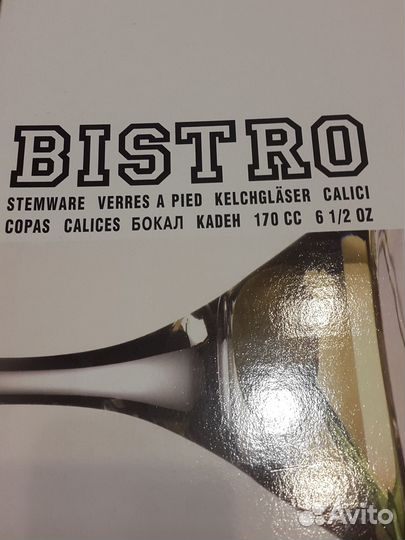 BISTRO
STEMWARE VERRES A PIED KELCHGLÄSER CALICI
COPAS CALICES БОКАЛ KADEH 170 CC 6 1/2 OZ
Avito